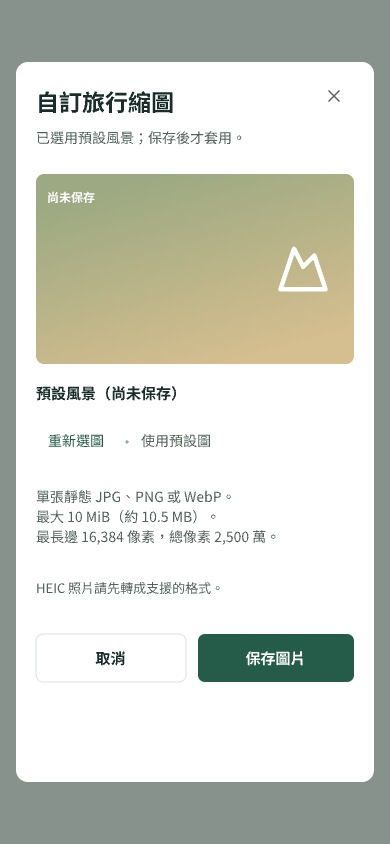 自訂旅行縮圖
已選用預設風景；保存後才套用。
尚未保存
預設風景（尚未保存）
重新選圖 • 使用預設圖
單張靜態 JPG、PNG 或 WebP。
最大 10 MiB（約 10.5 MB）。
最長邊 16,384 像素，總像素 2,500 萬。
HEIC 照片請先轉成支援的格式。
取消 保存圖片